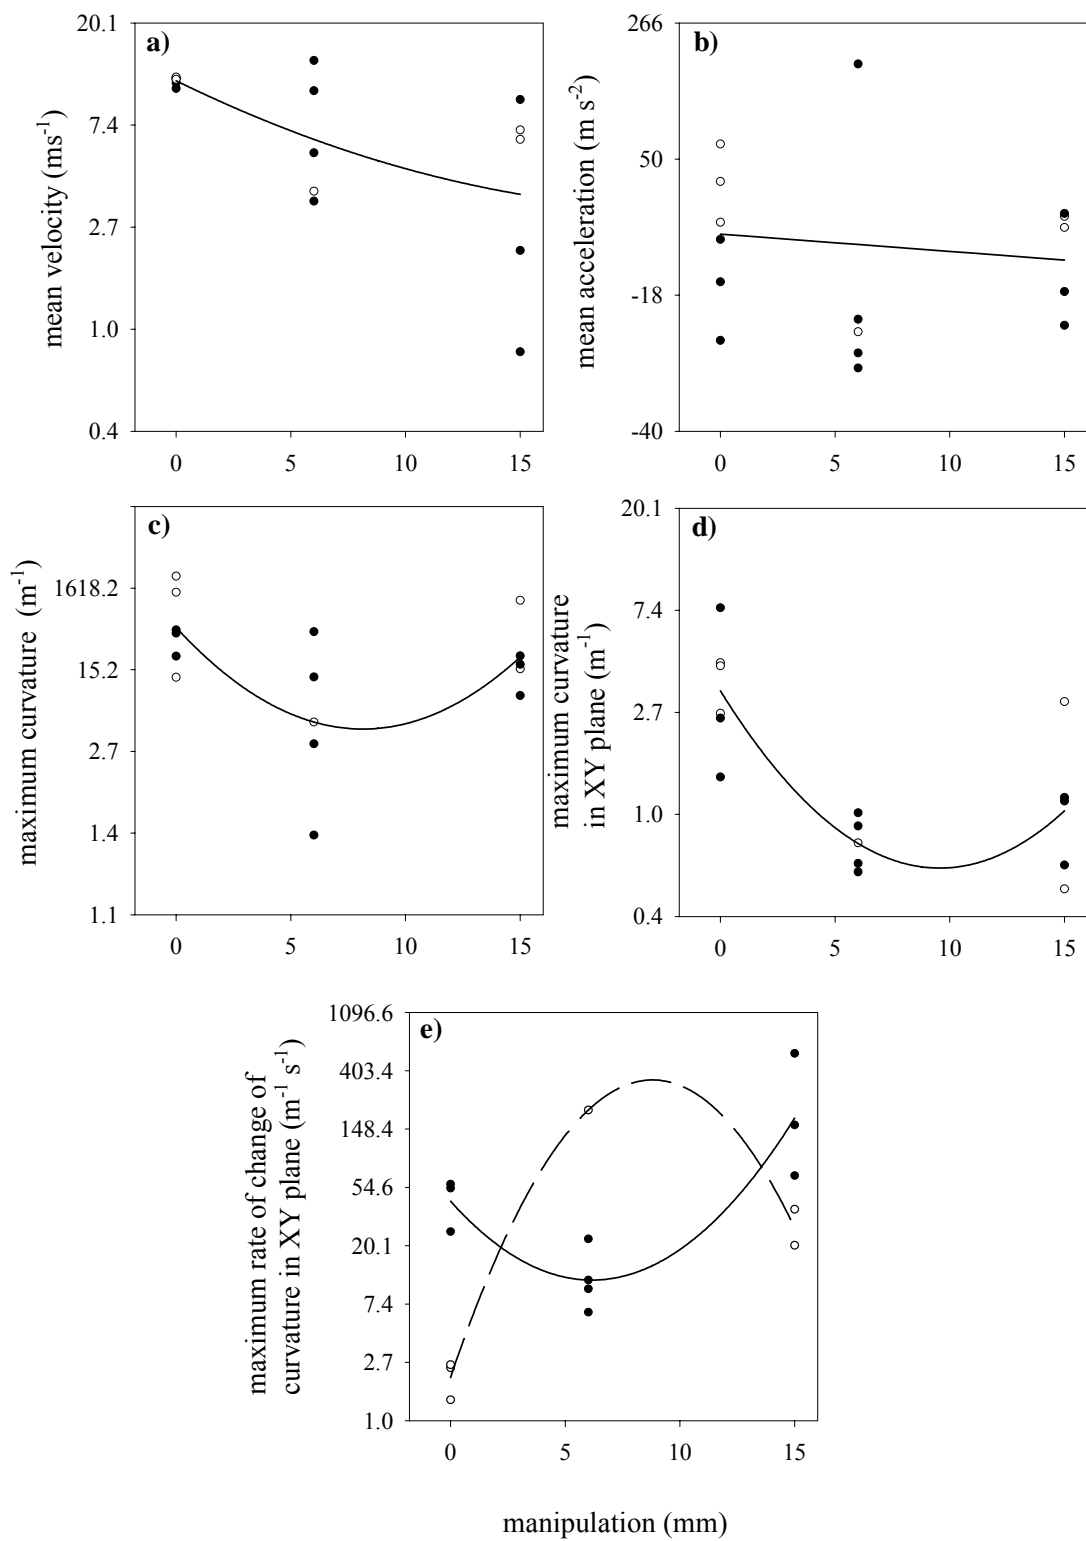 a)
20.1
7.4
2.7
1.0
0.4
mean velocity (ms-1)
0 5 10 15
b)
266
50
-18
-40
mean acceleration (m s-2)
0 5 10 15
c)
1618.2
15.2
2.7
1.4
1.1
maximum curvature (m-1)
0 5 10 15
d)
20.1
7.4
2.7
1.0
0.4
maximum curvature
in XY plane (m-1)
0 5 10 15
e)
1096.6
403.4
148.4
54.6
20.1
7.4
2.7
1.0
maximum rate of change of
curvature in XY plane (m-1 s-1)
0 5 10 15
manipulation (mm)